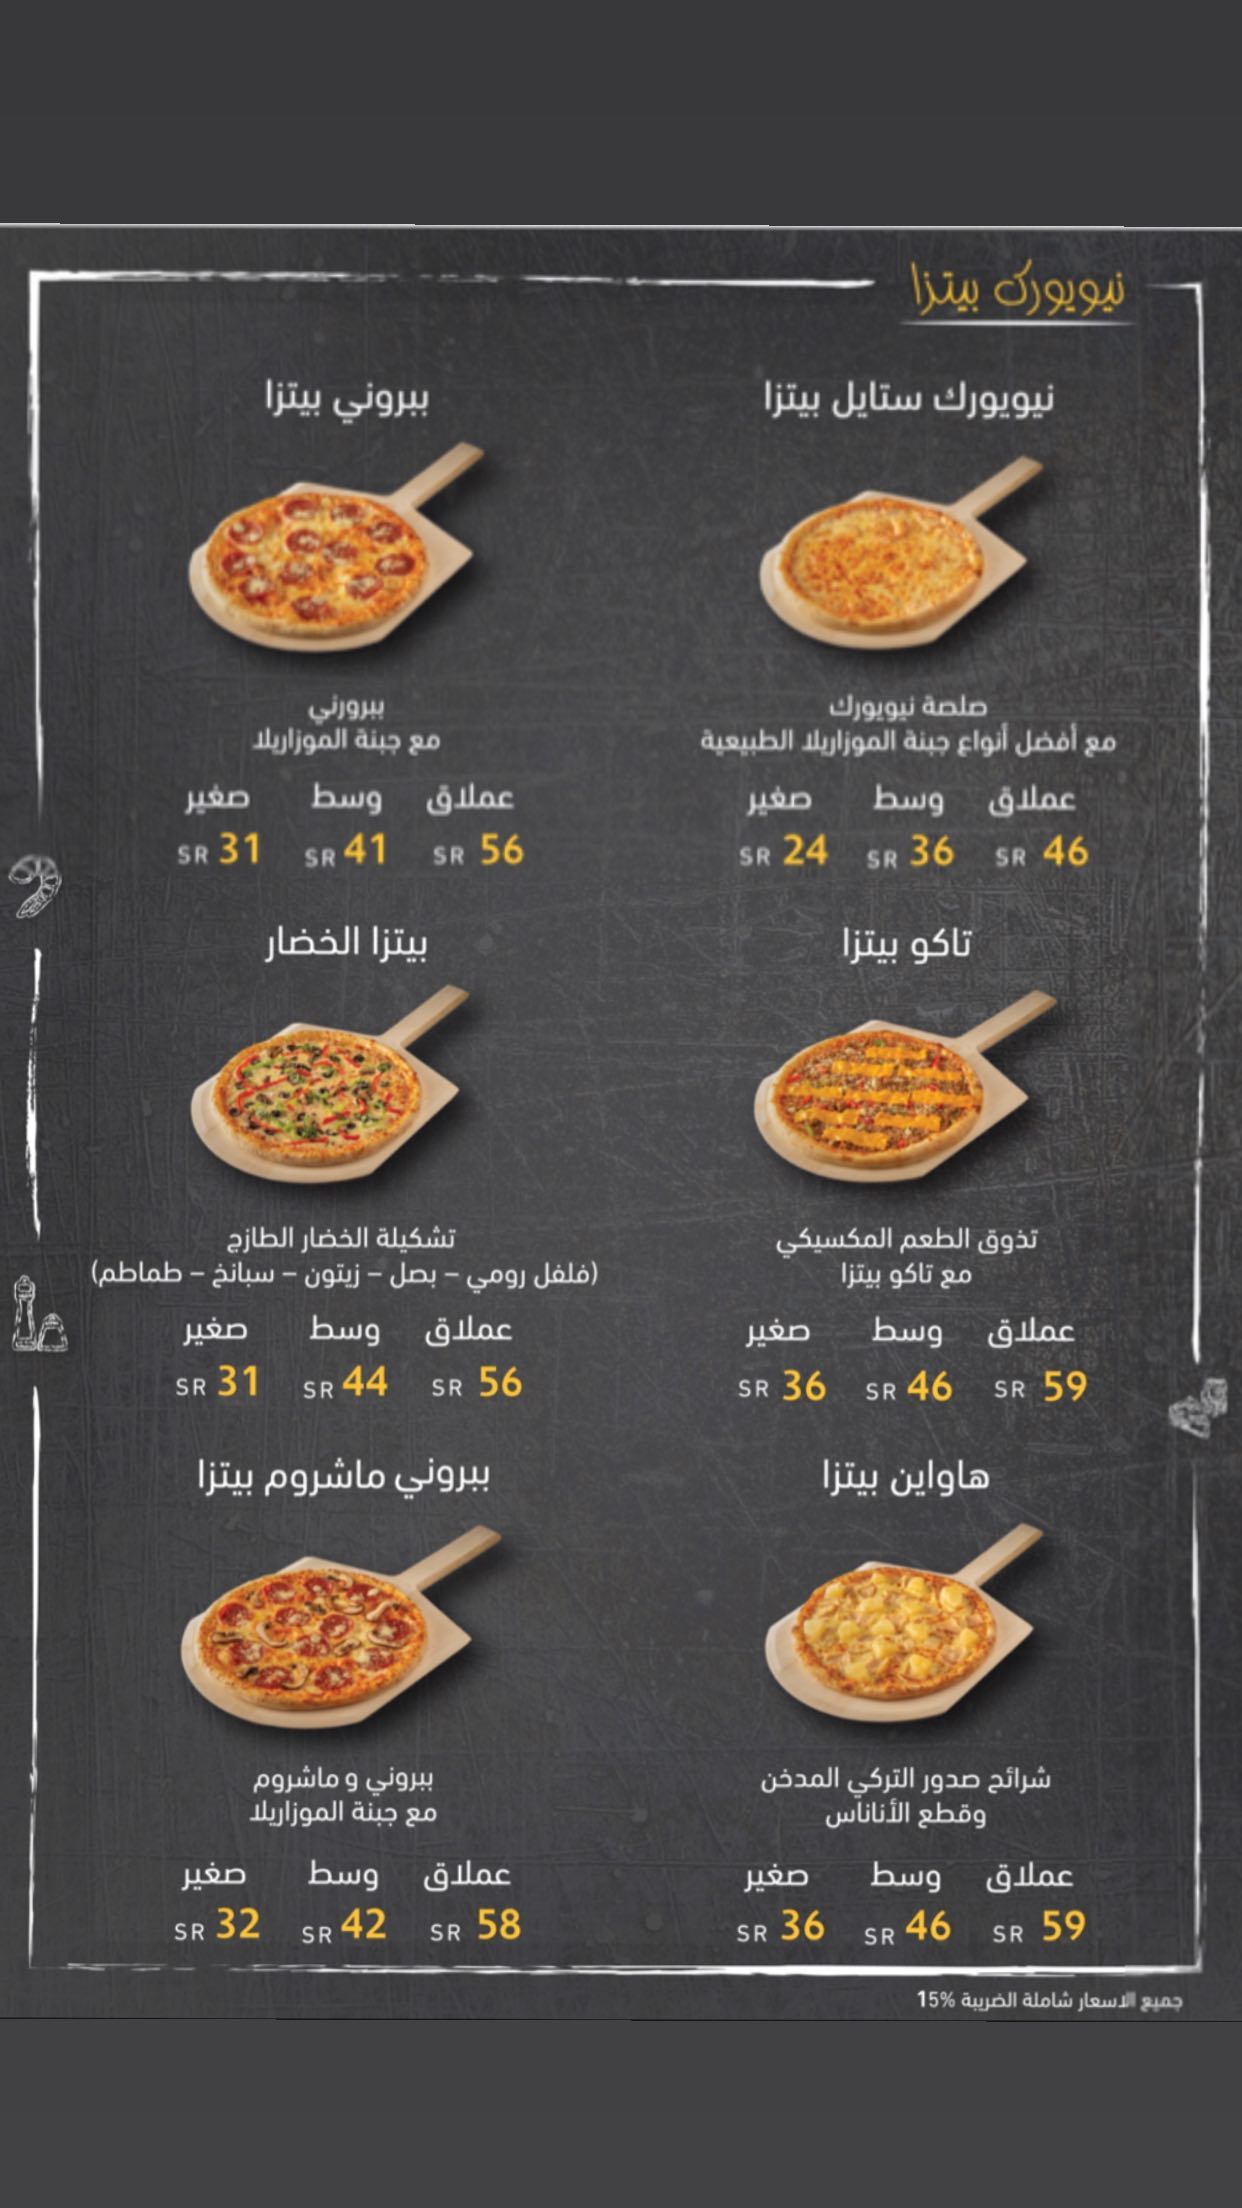 نيويورك بيتزا
نيويورك ستايل بيتزا
صلصة نيويورك
مع أفضل أنواع جبنة الموزاريلا الطبيعية
عملاق وسط صغير
SR 46 SR 36 SR 24
ببروني بيتزا
ببرورني
مع جبنة الموزاريلا
عملاق وسط صغير
SR 56 SR 41 SR 31
تاكو بيتزا
تذوق الطعم المكسيكي
مع تاكو بيتزا
عملاق وسط صغير
SR 59 SR 46 SR 36
بيتزا الخضار
تشكيلة الخضار الطازج
(فلفل رومي – بصل – زيتون – سبانخ – طماطم)
عملاق وسط صغير
SR 56 SR 44 SR 31
هاواين بيتزا
شرائح صدور التركي المدخن
وقطع الأناناس
عملاق وسط صغير
SR 59 SR 46 SR 36
ببروني ماشروم بيتزا
ببروني و ماشروم
مع جبنة الموزاريلا
عملاق وسط صغير
SR 58 SR 42 SR 32
جميع الاسعار شاملة الضريبة 15%